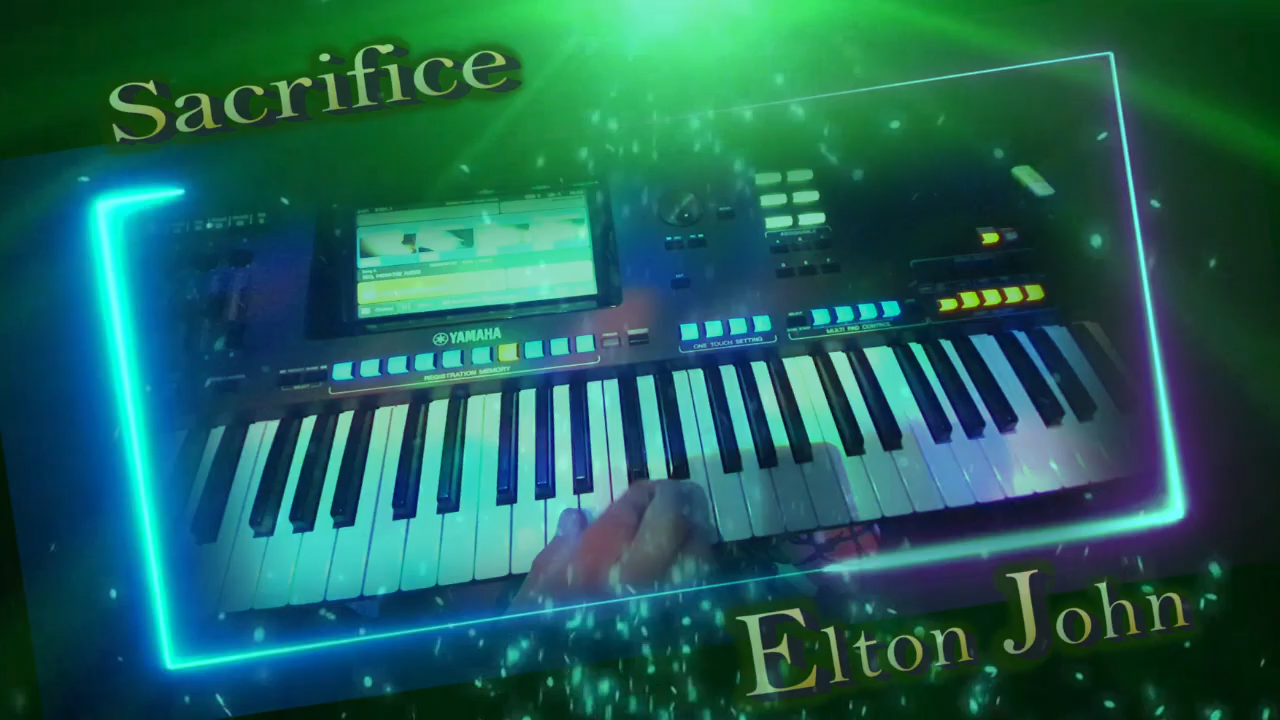 Sacrifice
YAMAHA
REGISTRATION MEMORY
ONE TOUCH SETTING
MULTI PAD CONTROL
Elton John